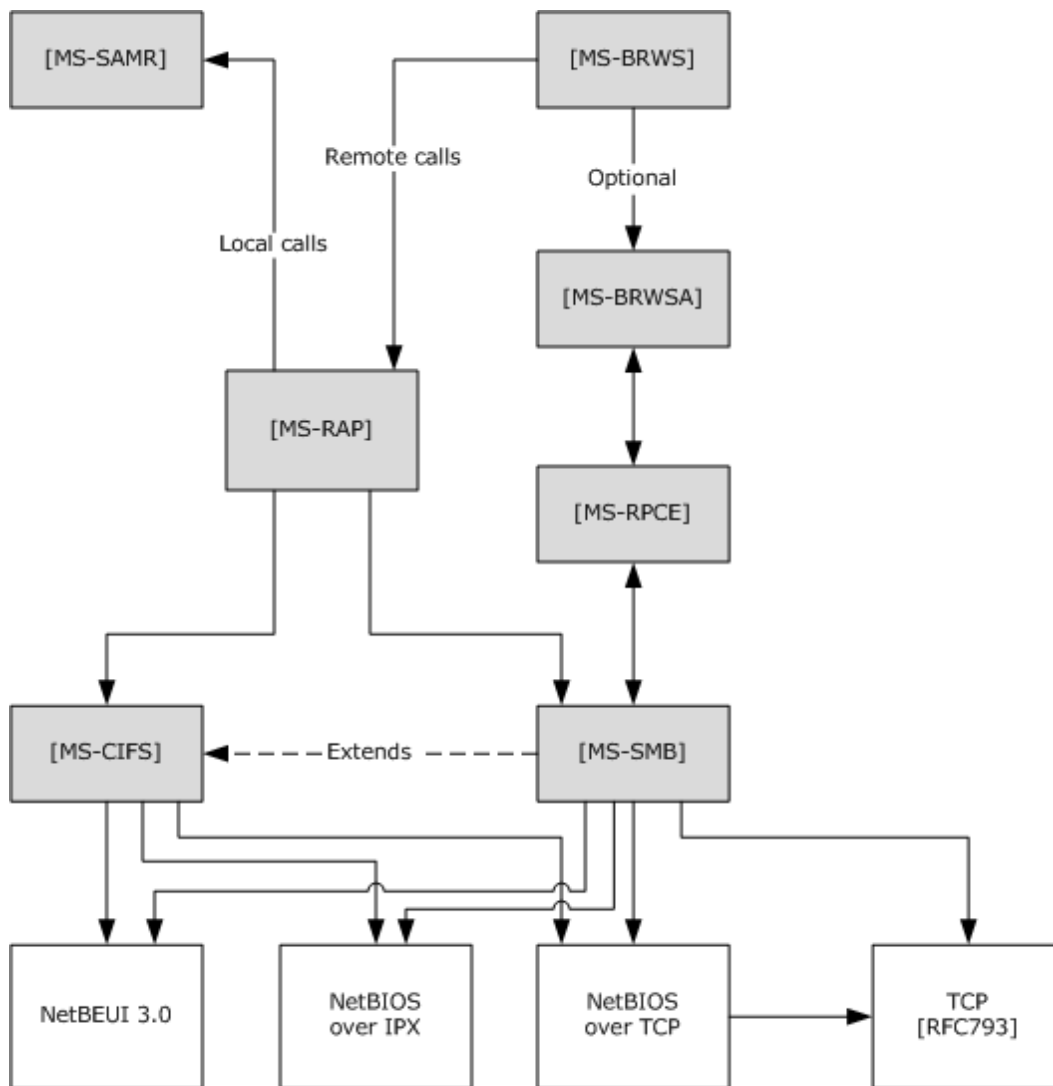 [MS-SAMR]
[MS-BRWS]
Remote calls
Optional
Local calls
[MS-BRWSA]
[MS-RAP]
[MS-RPCE]
[MS-CIFS]
Extends
[MS-SMB]
NetBEUI 3.0
NetBIOS
over IPX
NetBIOS
over TCP
TCP
[RFC793]